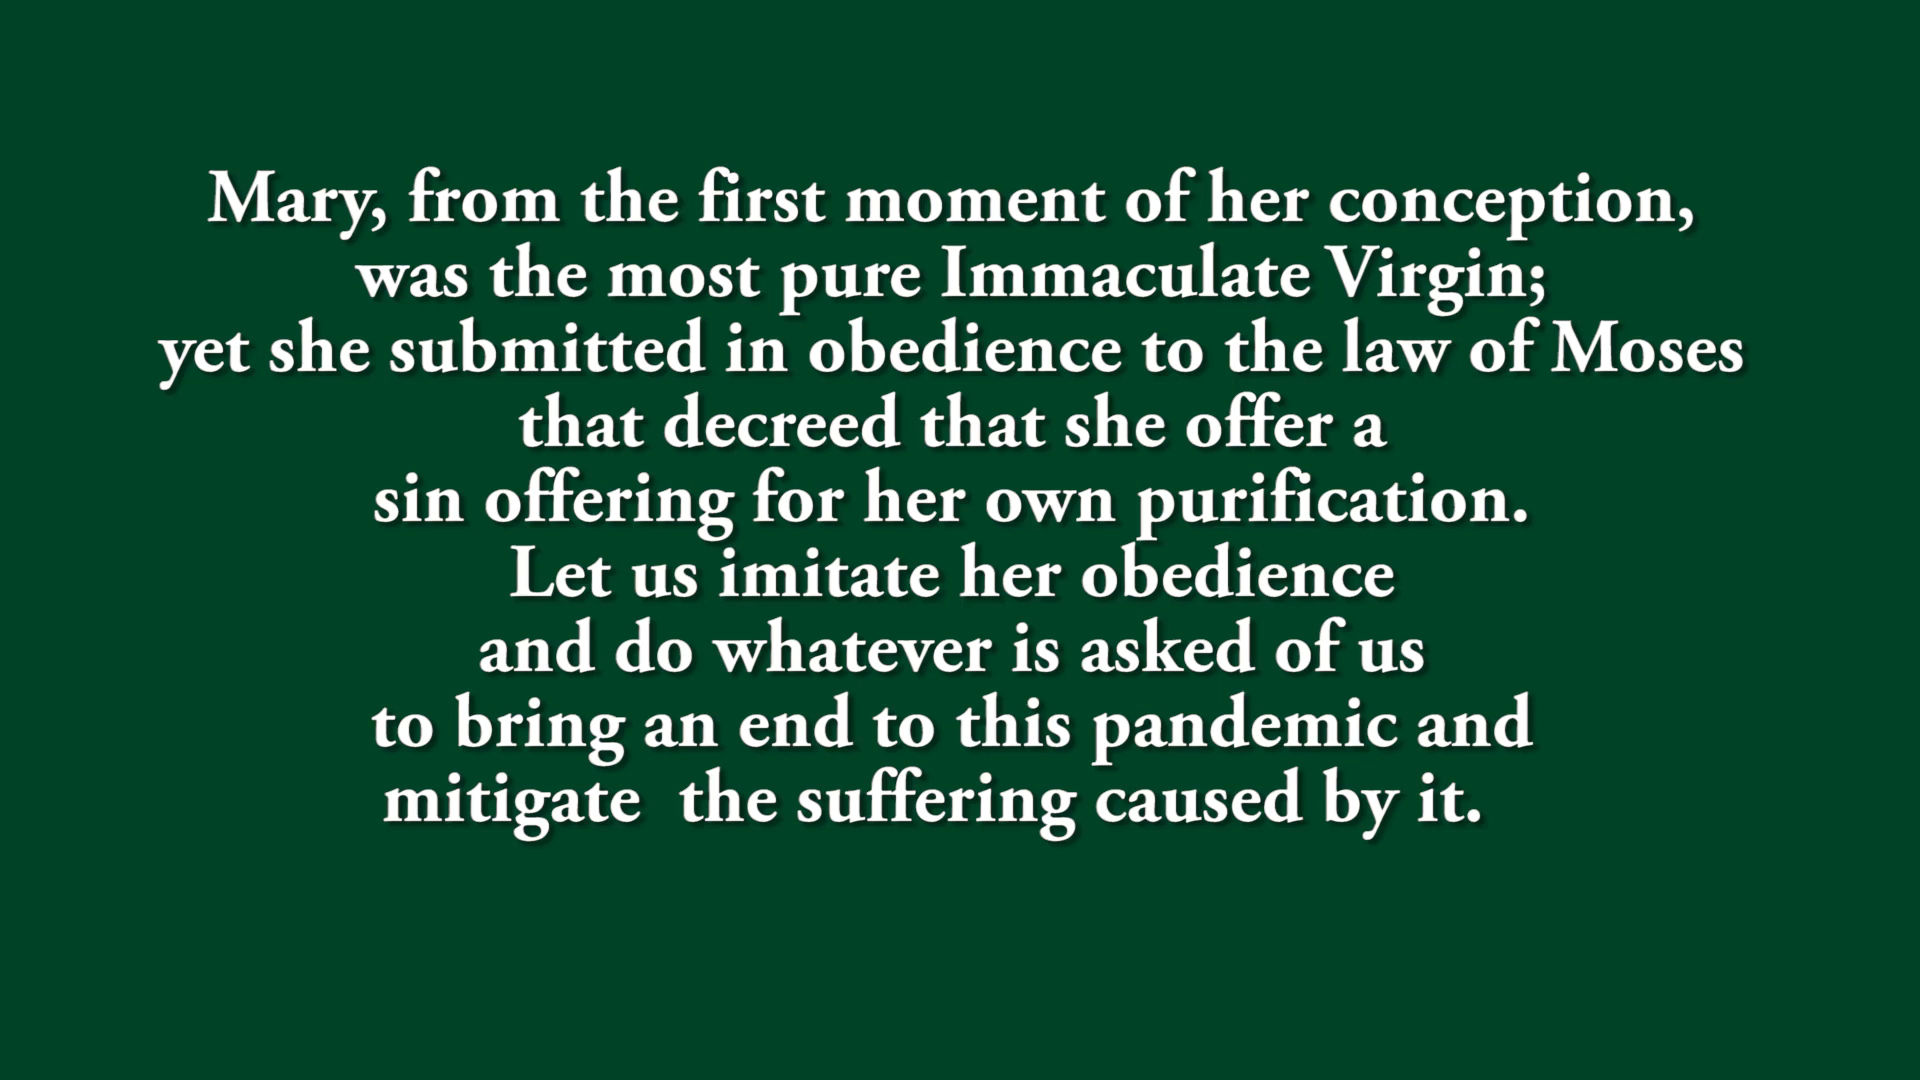 Mary, from the first moment of her conception,
was the most pure Immaculate Virgin;
yet she submitted in obedience to the law of Moses
that decreed that she offer a
sin offering for her own purification.
Let us imitate her obedience
and do whatever is asked of us
to bring an end to this pandemic and
mitigate  the suffering caused by it.